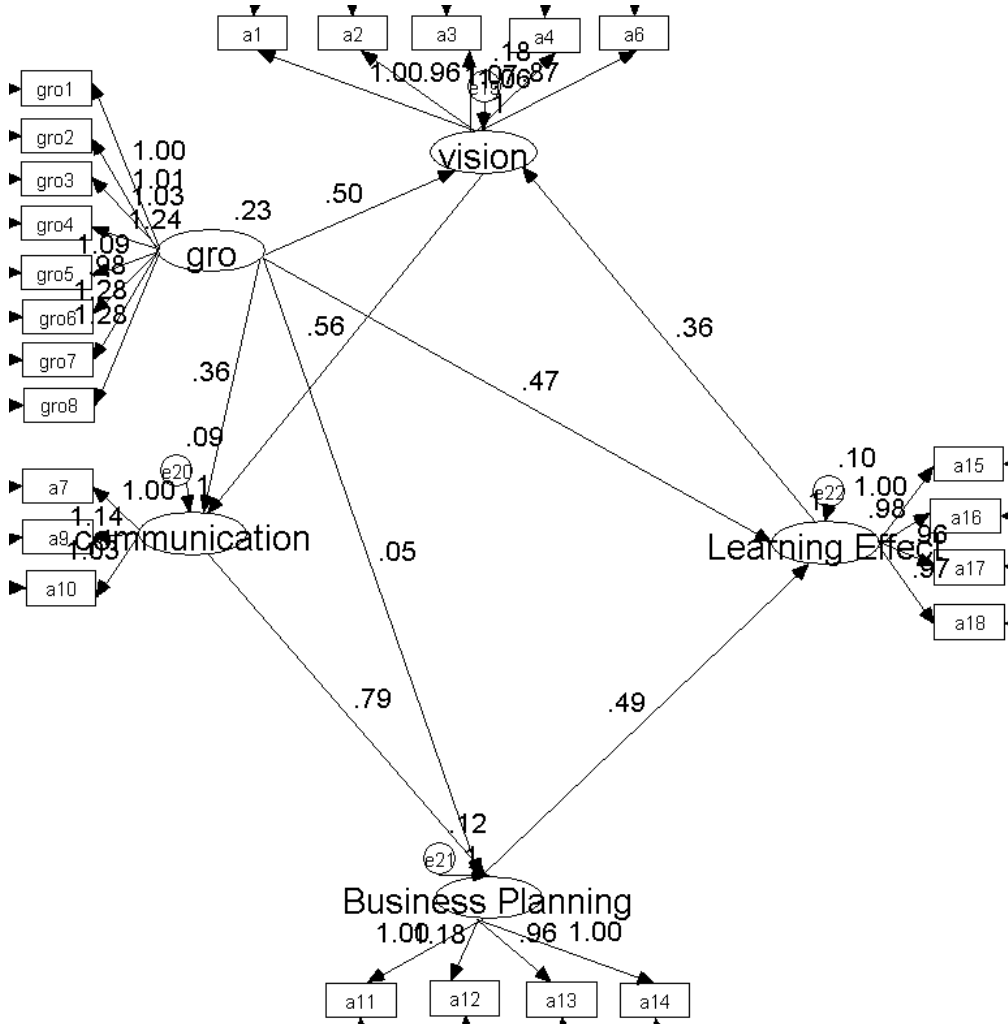 a1
a2
a3
a4
a6
.18
1.00
.96
1.07
.87
1
vision
gro1
gro2
gro3
gro4
gro5
gro6
gro7
gro8
1.00
1.01
1.03
1.24
1.09
.98
1.28
1.28
.23
gro
.50
.56
.36
.36
.47
.09
e20
1
1.00
1.14
1.03
a7
a9
a10
communication
.05
.10
e22
1
1.00
.98
.96
.97
Learning Effect
a15
a16
a17
a18
.79
.49
.12
e21
1
Business Planning
1.00
1.18
.96
1.00
a11
a12
a13
a14